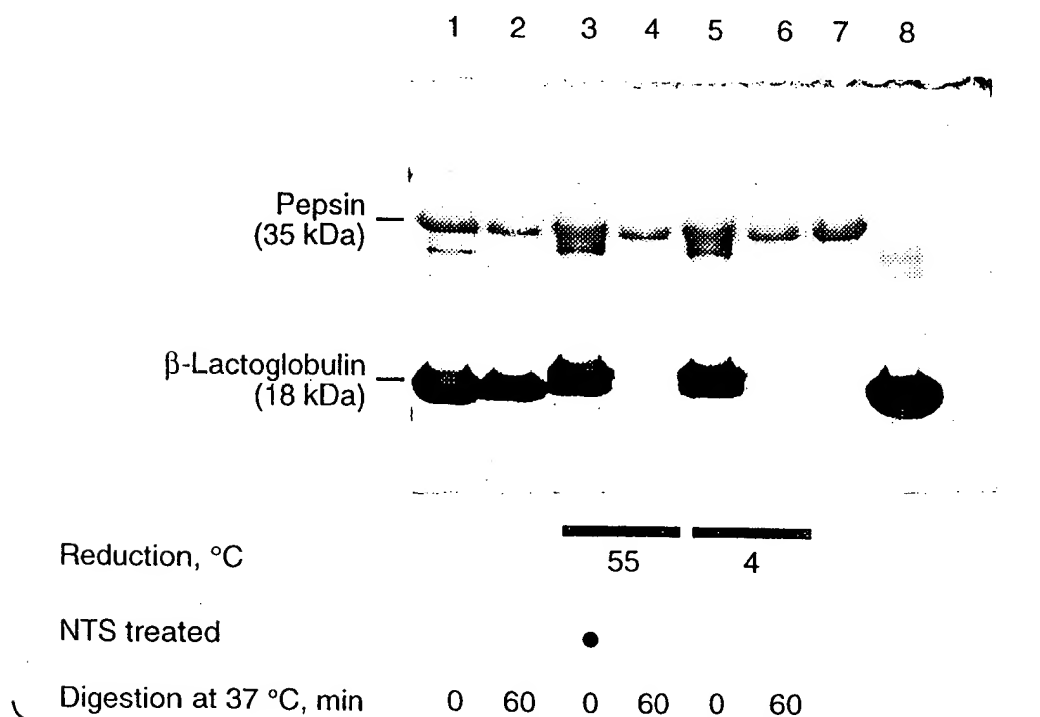 1 2 3 4 5 6 7 8
Pepsin
(35 kDa)
β-Lactoglobulin
(18 kDa)
Reduction, °C 55 4
NTS treated •
Digestion at 37 °C, min 0 60 0 60 0 60